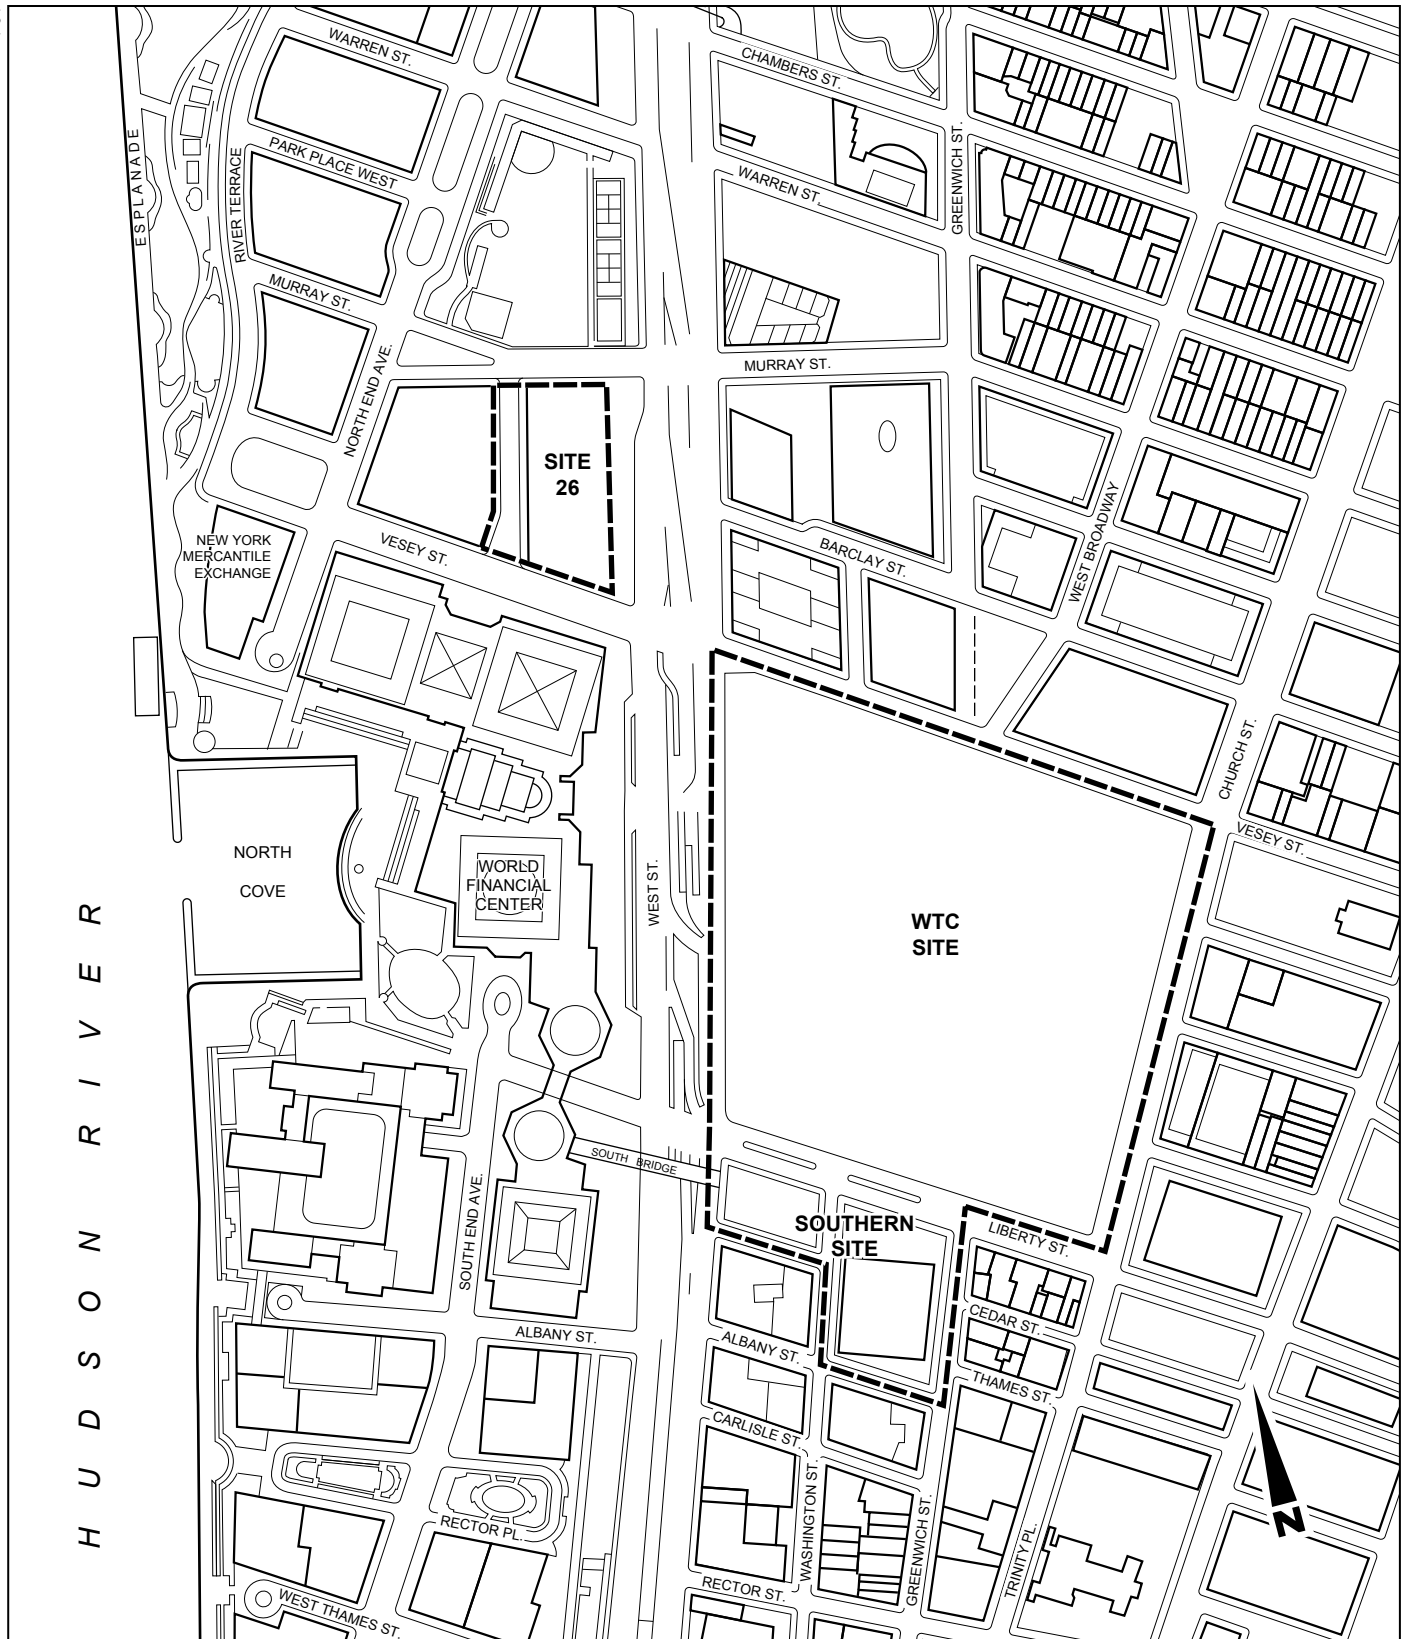 WARREN ST.
CHAMBERS ST.
ESPLANADE
RIVER TERRACE
PARK PLACE WEST
GREENWICH ST.
WARREN ST.
MURRAY ST.
NORTH END AVE.
MURRAY ST.
SITE
26
NEW YORK
MERCANTILE
EXCHANGE
VESEY ST.
BARCLAY ST.
WEST BROADWAY
CHURCH ST.
VESEY ST.
NORTH
COVE
WORLD
FINANCIAL
CENTER
WEST ST.
WTC
SITE
HUDSON RIVER
SOUTH BRIDGE
SOUTH END AVE.
SOUTHERN
SITE
LIBERTY ST.
CEDAR ST.
ALBANY ST.
ALBANY ST.
THAMES ST.
CARLISLE ST.
WASHINGTON ST.
GREENWICH ST.
TRINITY PL.
N
RECTOR PL.
RECTOR ST.
WEST THAMES ST.